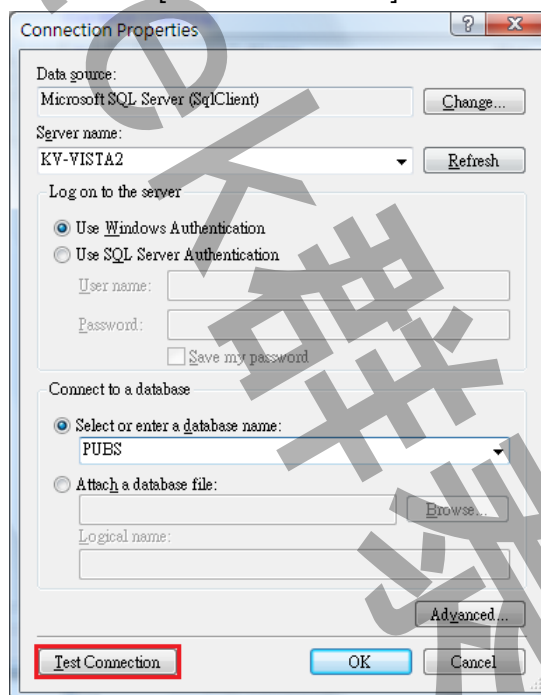 Connection Properties
Data source:
Microsoft SQL Server (SqlClient)
Change...
Server name:
KV-VISTA2
Refresh
Log on to the server
Use Windows Authentication
Use SQL Server Authentication
User name:
Password:
Save my password
Connect to a database
Select or enter a database name:
PUBS
Attach a database file:
Browse...
Logical name:
Advanced...
Test Connection
OK
Cancel